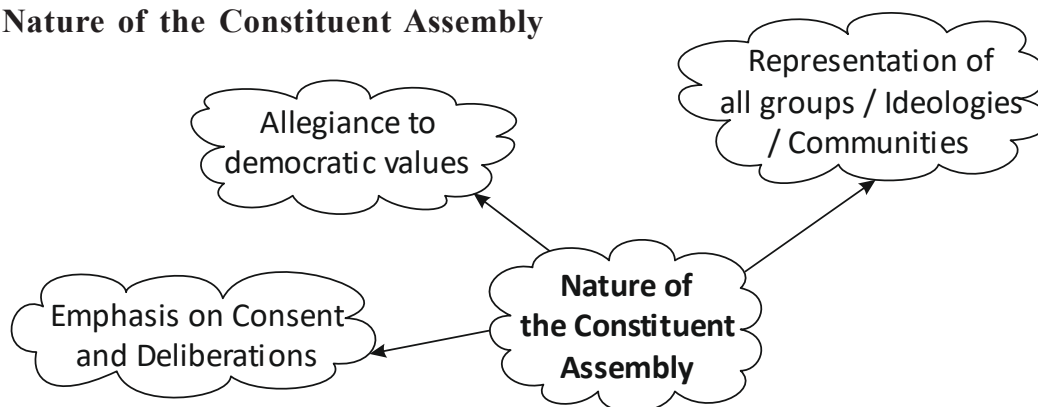 Nature of the Constituent Assembly
Representation of
all groups / Ideologies
/ Communities
Allegiance to
democratic values
Nature of
the Constituent
Assembly
Emphasis on Consent
and Deliberations